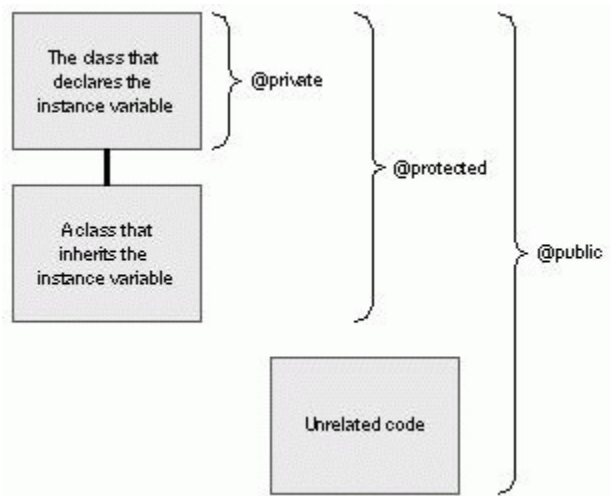 The class that
declares the
instance variable
@private
@protected
A class that
inherits the
instance variable
@public
Unrelated code